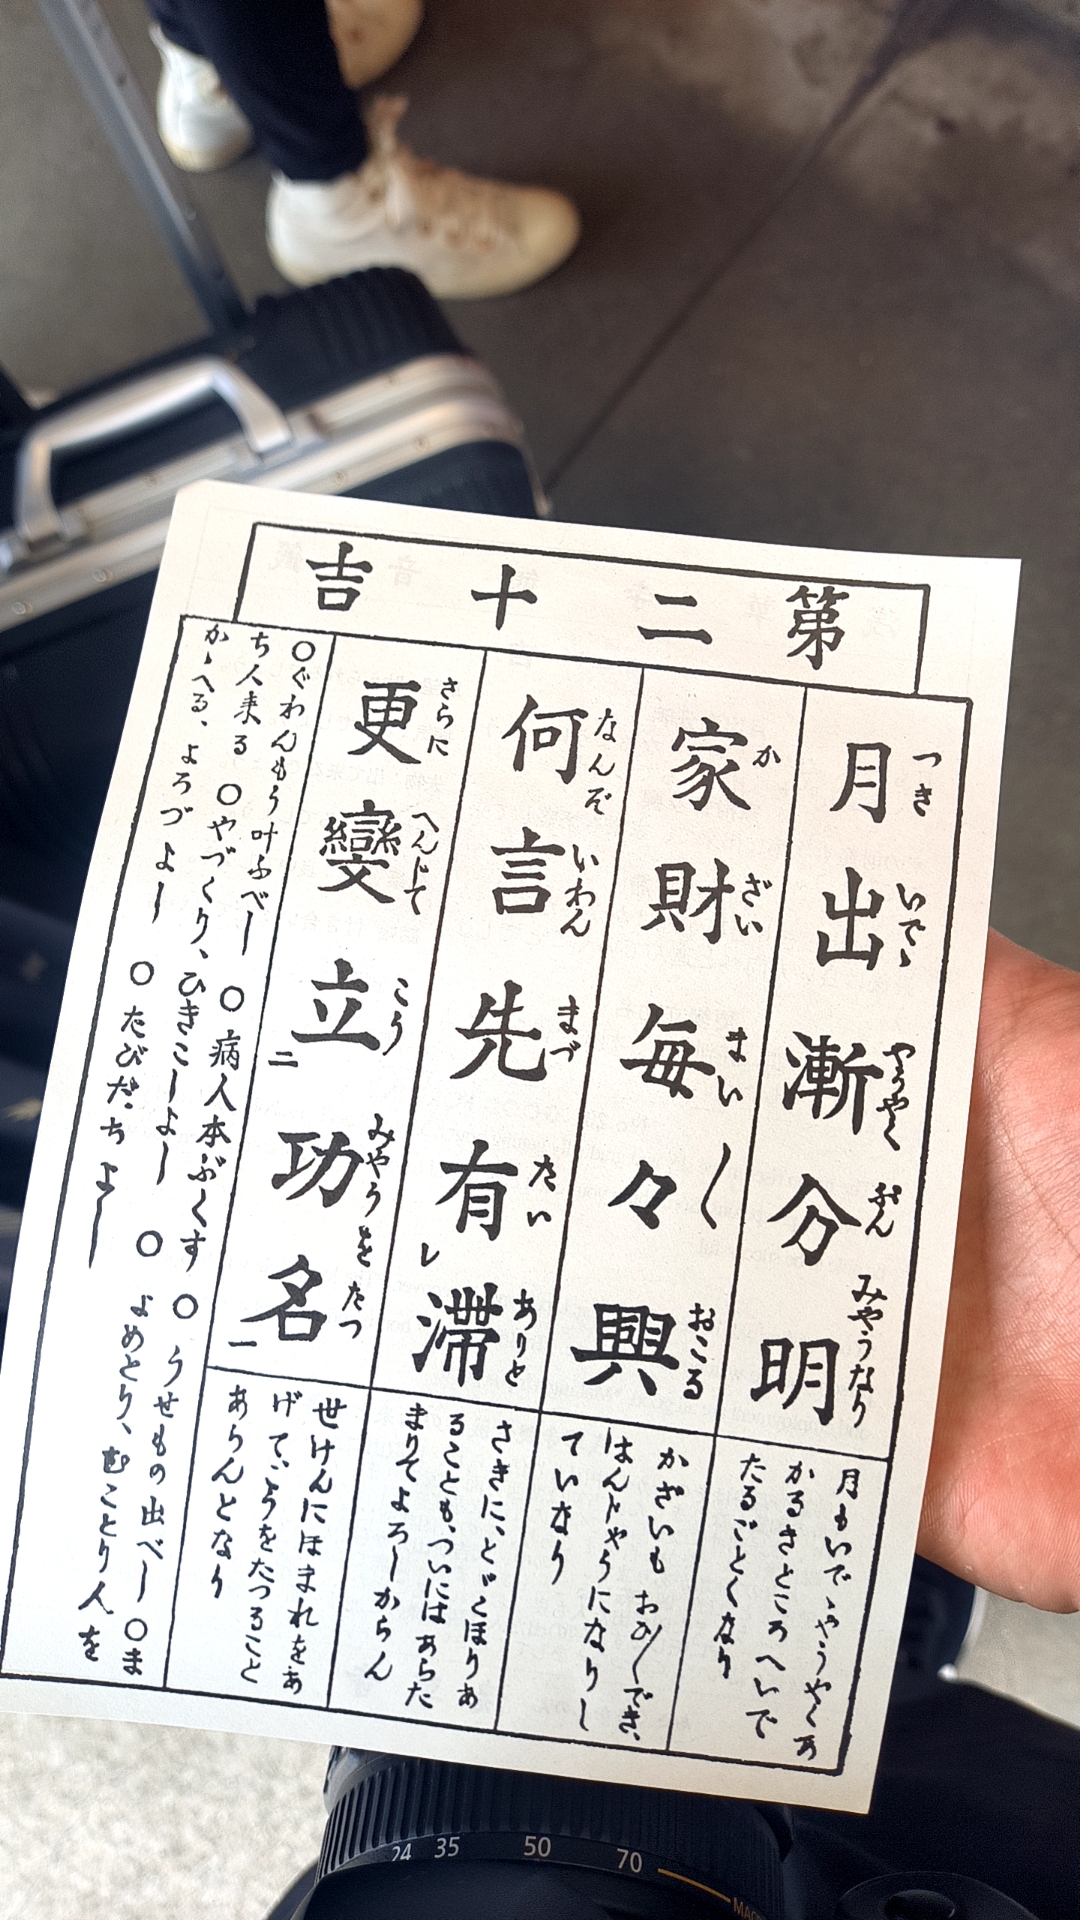 第二十吉
月出漸分明
つき いでゝ やうやく ぶん みやうなり
月もいでゝやうやくあ
かるきところへいで
たるごとくなり
家財毎々興
か ざい まい〱 おこる
かざいもおひ〱でき、
はんじやうになりし
ていなり
何言先有滞
なんぞ いわん まづ たい ありと
レ
さきに、とゞこほりあ
ることも、ついにはあらた
まりてよろしからん
更變立功名
さらに へんじて こう みやうを たつ
二 一
せけんにほまれをあ
げてこうをたつること
あらんとなり
○ぐわんもう叶ふべし ○病人本ぶくす ○うせもの出べし ○ま
ち人来る ○やづくり、ひきこしよし ○よめとり、むことり人を
かゝへる、よろづよし ○たびだちよし
24 35 50 70